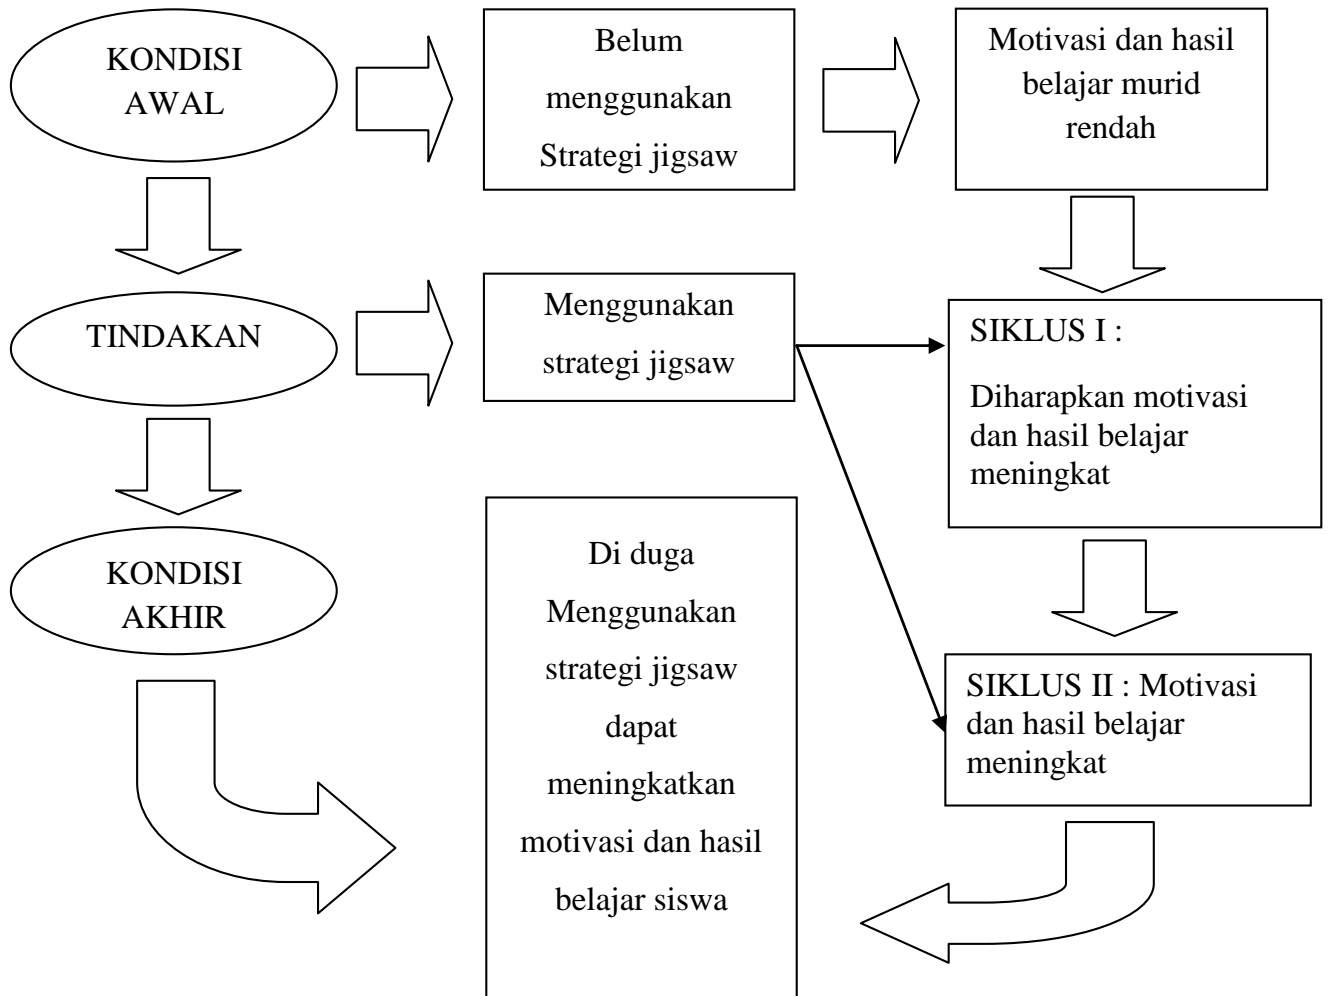 KONDISI
AWAL
Belum
menggunakan
Strategi jigsaw
Motivasi dan hasil
belajar murid
rendah
TINDAKAN
Menggunakan
strategi jigsaw
SIKLUS I :
Diharapkan motivasi
dan hasil belajar
meningkat
KONDISI
AKHIR
Di duga
Menggunakan
strategi jigsaw
dapat
meningkatkan
motivasi dan hasil
belajar siswa
SIKLUS II : Motivasi
dan hasil belajar
meningkat